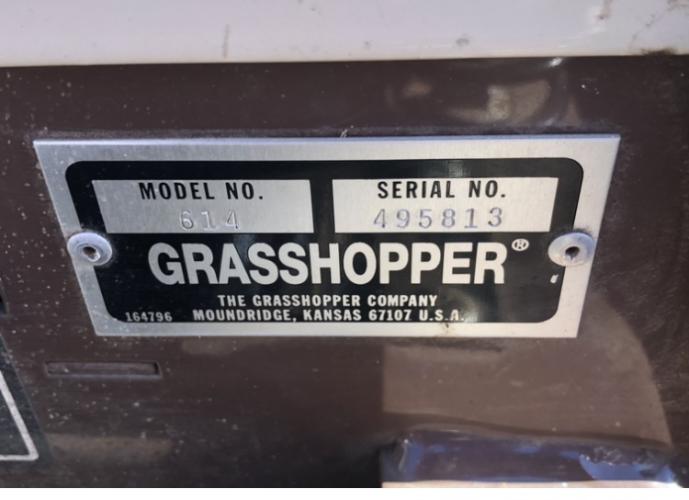 MODEL NO. SERIAL NO.
614 495813
GRASSHOPPER®
THE GRASSHOPPER COMPANY
164796 MOUNDRIDGE, KANSAS 67107 U.S.A.